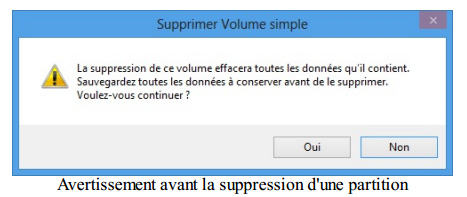 Supprimer Volume simple
La suppression de ce volume effacera toutes les données qu'il contient.
Sauvegardez toutes les données à conserver avant de le supprimer.
Voulez-vous continuer ?
Oui
Non
Avertissement avant la suppression d'une partition